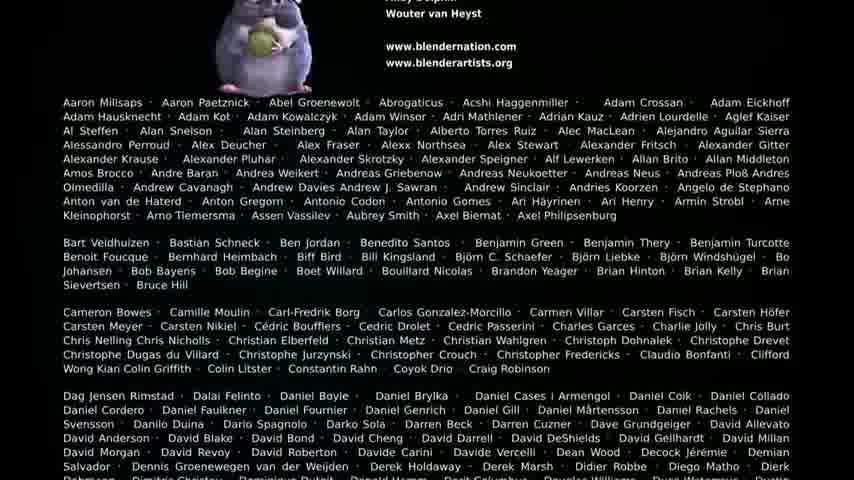 Wouter van Heyst
www.blendernation.com
www.blenderartists.org
Aaron Millsaps · Aaron Paetznick · Abel Groenewolt · Abrogaticus · Acshi Haggenmiller · Adam Crossan · Adam Eickhoff
Adam Hausknecht · Adam Kot · Adam Kowalczyk · Adam Winsor · Adri Mathlener · Adrian Kauz · Adrien Lourdelle · Aglef Kaiser
Al Steffen · Alan Snelson · Alan Steinberg · Alan Taylor · Alberto Torres Ruiz · Alec MacLean · Alejandro Aguilar Sierra
Alessandro Perroud · Alex Deucher · Alex Fraser · Alexx Northsea · Alex Stewart · Alexander Fritsch · Alexander Gitter
Alexander Krause · Alexander Pluhar · Alexander Skrotzky · Alexander Speigner · Alf Lewerken · Allan Brito · Allan Middleton
Amos Brocco · Andre Baran · Andrea Weikert · Andreas Griebenow · Andreas Neukoetter · Andreas Neus · Andreas Ploß Andres
Olmedilla · Andrew Cavanagh · Andrew Davies Andrew J. Sawran · Andrew Sinclair · Andries Koorzen · Angelo de Stephano
Anton van de Haterd · Anton Gregorn · Antonio Codon · Antonio Gomes · Ari Häyrinen · Ari Henry · Armin Strobl · Arne
Kleinophorst · Arno Tiemersma · Assen Vassilev · Aubrey Smith · Axel Biernat · Axel Philipsenburg
Bart Veldhuizen · Bastian Schneck · Ben Jordan · Benedito Santos · Benjamin Green · Benjamin Thery · Benjamin Turcotte
Benoit Foucque · Bernhard Heimbach · Biff Bird · Bill Kingsland · Björn C. Schaefer · Björn Liebke · Björn Windshügel · Bo
Johansen · Bob Bayens · Bob Begine · Boet Willard · Bouillard Nicolas · Brandon Yeager · Brian Hinton · Brian Kelly · Brian
Sievertsen · Bruce Hill
Cameron Bowes · Camille Moulin · Carl-Fredrik Borg · Carlos Gonzalez-Morcillo · Carmen Villar · Carsten Fisch · Carsten Höfer
Carsten Meyer · Carsten Nikiel · Cédric Boufflers · Cedric Drolet · Cedric Passerini · Charles Garces · Charlie Jolly · Chris Burt
Chris Nelling Chris Nicholls · Christian Elberfeld · Christian Metz · Christian Wahlgren · Christoph Dohnalek · Christophe Drevet
Christophe Dugas du Villard · Christophe Jurzynski · Christopher Crouch · Christopher Fredericks · Claudio Bonfanti · Clifford
Wong Kian Colin Griffith · Colin Litster · Constantin Rahn · Coyok Drio · Craig Robinson
Dag Jensen Rimstad · Dalai Felinto · Daniel Boyle · Daniel Brylka · Daniel Cases i Armengol · Daniel Coik · Daniel Collado
Daniel Cordero · Daniel Faulkner · Daniel Fournier · Daniel Genrich · Daniel Gill · Daniel Mårtensson · Daniel Rachels · Daniel
Svensson · Danilo Duina · Dario Spagnolo · Darko Sola · Darren Beck · Darren Cuzner · Dave Grundgeiger · David Allevato
David Anderson · David Blake · David Bond · David Cheng · David Darrell · David DeShields · David Gellhardt · David Millan
David Morgan · David Revoy · David Roberton · Davide Carini · Davide Vercelli · Dean Wood · Decock Jérémie · Demian
Salvador · Dennis Groenewegen van der Weijden · Derek Holdaway · Derek Marsh · Didier Robbe · Diego Matho · Dierk